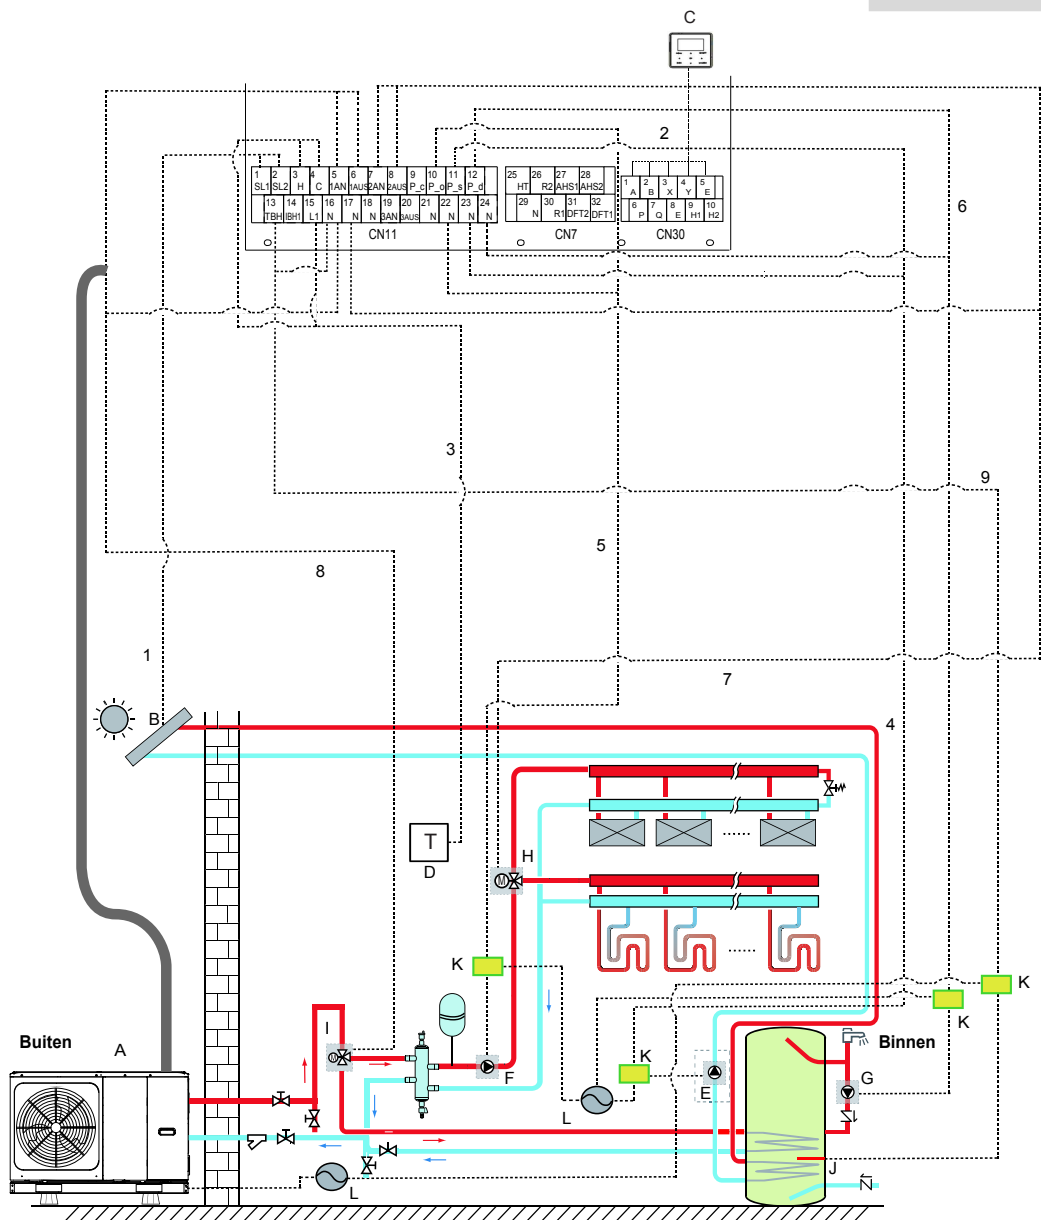 C
2
1 2 3 4 5 6 7 8 9 10 11 12
SL1 SL2 H C 1AN 1AUS 2AN 2AUS P_c P_o P_s P_d
13 14 15 16 17 18 19 20 21 22 23 24
TBH IBH1 L1 N N N 3AN 3AUS N N N N
CN11
25 26 27 28
HT R2 AHS1 AHS2
29 30 31 32
N R1 DFT2 DFT1
CN7
1 2 3 4 5
A B X Y E
6 7 8 9 10
P Q E H1 H2
CN30
6
3
9
5
8
1
7
B
4
T
D
H
M
K
K
K
I
Buiten
A
Binnen
M
F
K
E
G
L
J
L